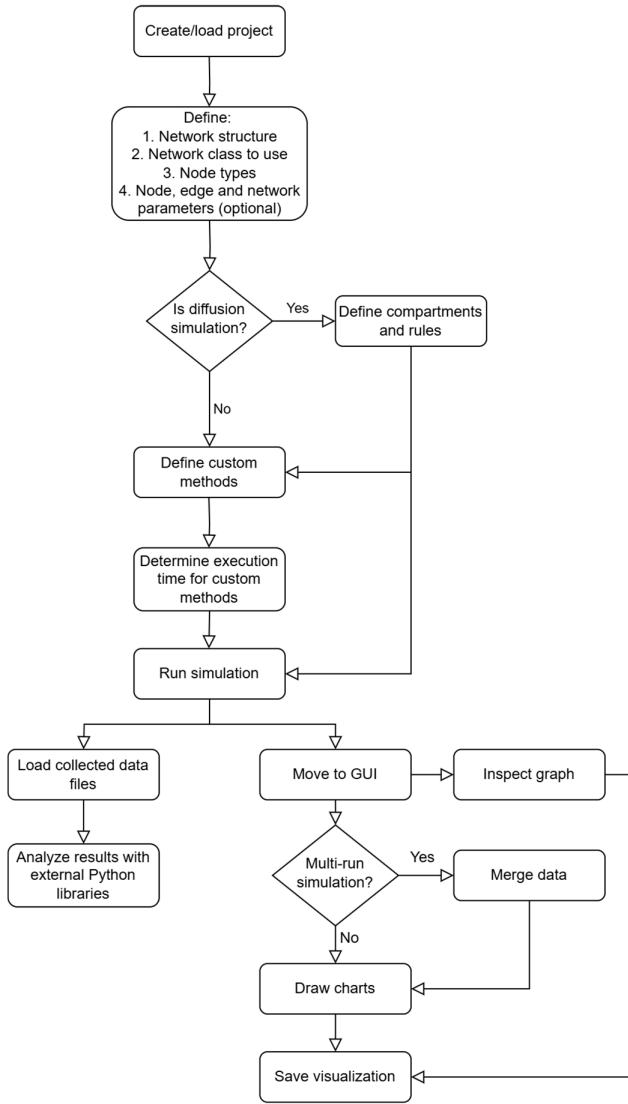 Create/load project
Define:
1. Network structure
2. Network class to use
3. Node types
4. Node, edge and network
parameters (optional)
Is diffusion
simulation?
Yes
Define compartments
and rules
No
Define custom
methods
Determine execution
time for custom
methods
Run simulation
Load collected data
files
Move to GUI
Inspect graph
Analyze results with
external Python
libraries
Multi-run
simulation?
Yes
Merge data
No
Draw charts
Save visualization